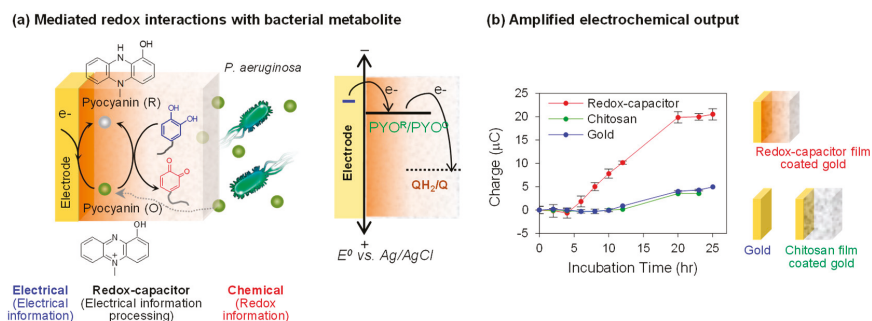 (a) Mediated redox interactions with bacterial metabolite
H
N
OH
N
Pyocyanin (R)
P. aeruginosa
e-
OH
HO
Electrode
O
O
Pyocyanin (O)
OH
N
N
+
Electrical
(Electrical
information)
Redox-capacitor
(Electrical information
processing)
Chemical
(Redox
information)
−
e-
e-
PYOᴿ/PYOᴼ
Electrode
QH₂/Q
+
E⁰ vs. Ag/AgCl
(b) Amplified electrochemical output
Charge (μC)
25
20
15
10
5
0
-5
Redox-capacitor
Chitosan
Gold
0
5
10
15
20
25
Incubation Time (hr)
Redox-capacitor film
coated gold
Gold
Chitosan film
coated gold